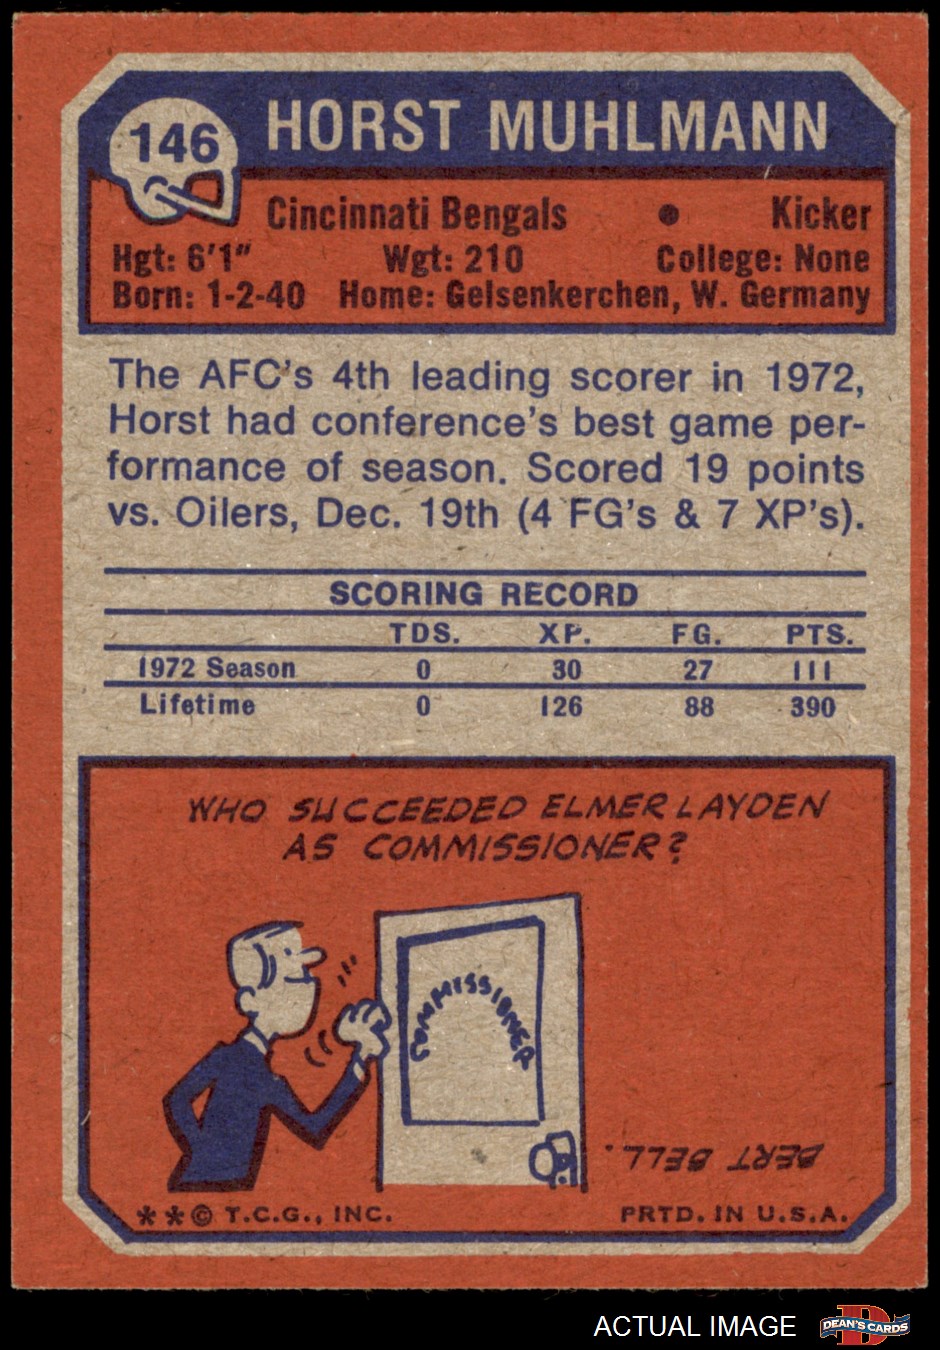 146
HORST MUHLMANN
Cincinnati Bengals • Kicker
Hgt: 6'1" Wgt: 210 College: None
Born: 1-2-40 Home: Gelsenkerchen, W. Germany
The AFC's 4th leading scorer in 1972,
Horst had conference's best game per-
formance of season. Scored 19 points
vs. Oilers, Dec. 19th (4 FG's & 7 XP's).
SCORING RECORD
TDS. XP. FG. PTS.
1972 Season 0 30 27 111
Lifetime 0 126 88 390
WHO SUCCEEDED ELMER LAYDEN
AS COMMISSIONER?
COMMISSIONER
BERT BELL.
**© T.C.G., INC. PRTD. IN U.S.A.
ACTUAL IMAGE
D
DEAN'S CARDS